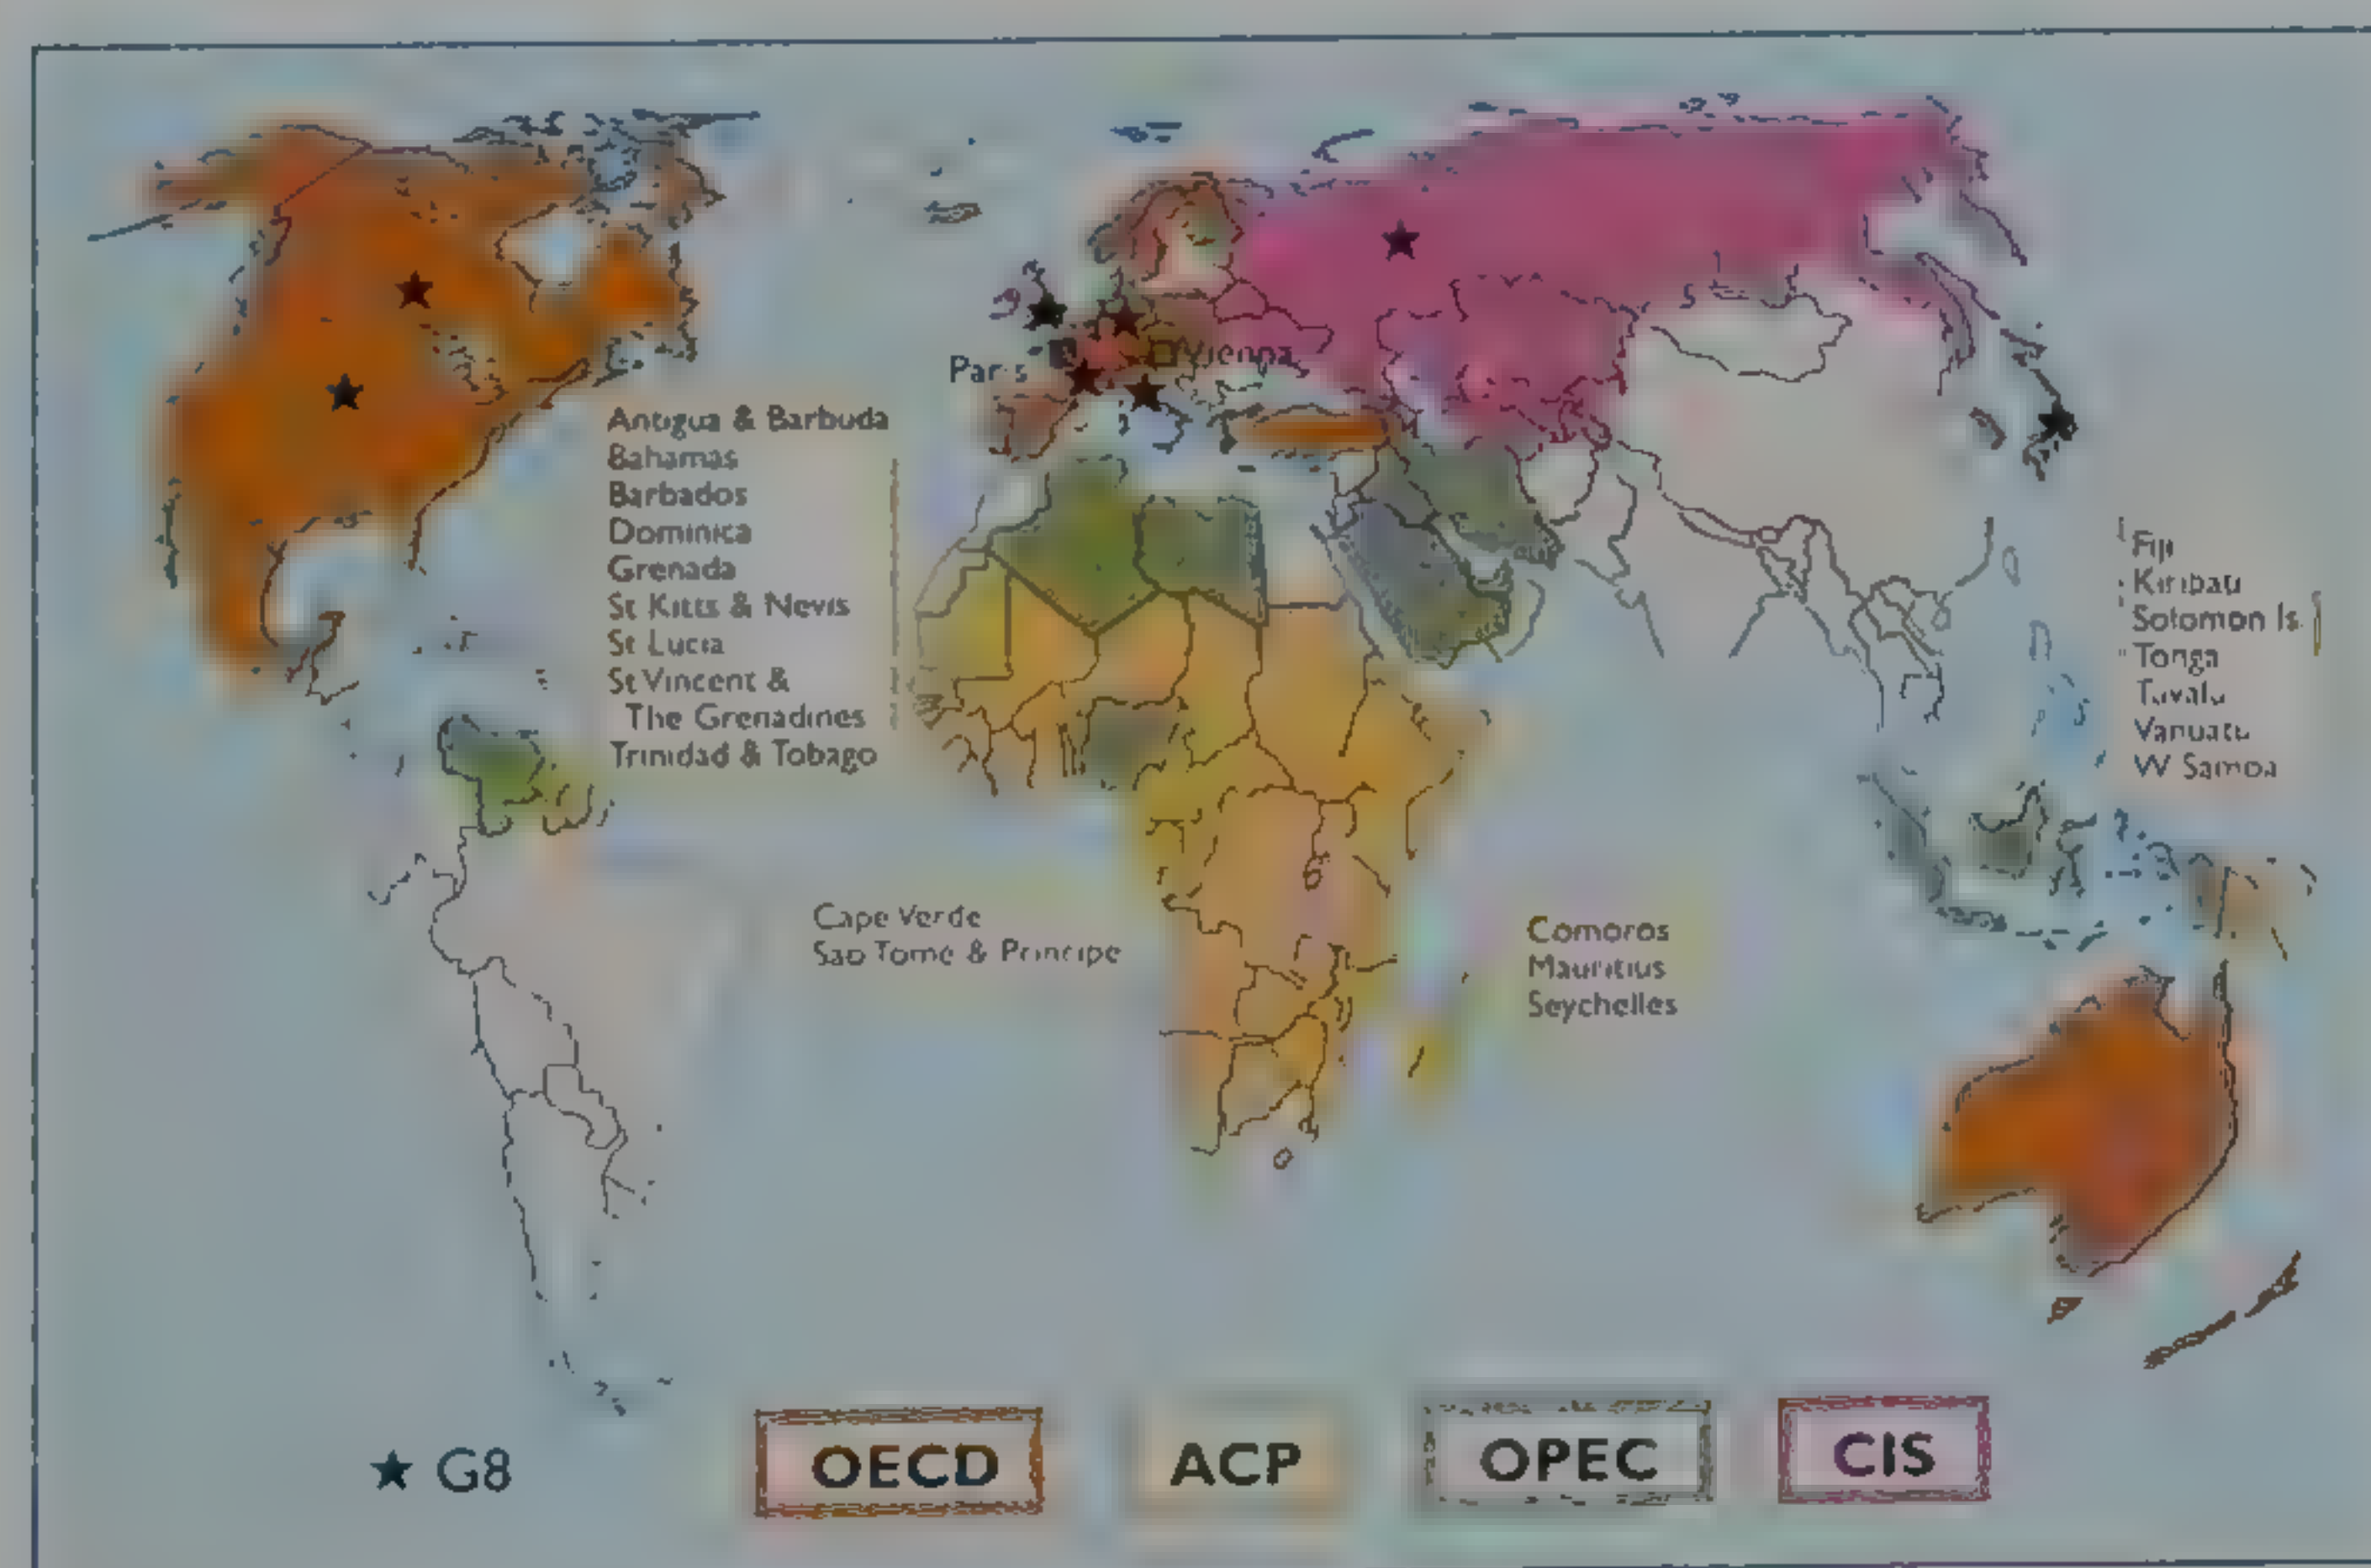 Paris
Vienna
Antigua & Barbuda
Bahamas
Barbados
Dominica
Grenada
St Kitts & Nevis
St Lucia
St Vincent &
The Grenadines
Trinidad & Tobago
Fiji
Kiribati
Solomon Is
Tonga
Tuvalu
Vanuatu
W Samoa
Cape Verde
Sao Tome & Principe
Comoros
Mauritius
Seychelles
★ G8
OECD
ACP
OPEC
CIS